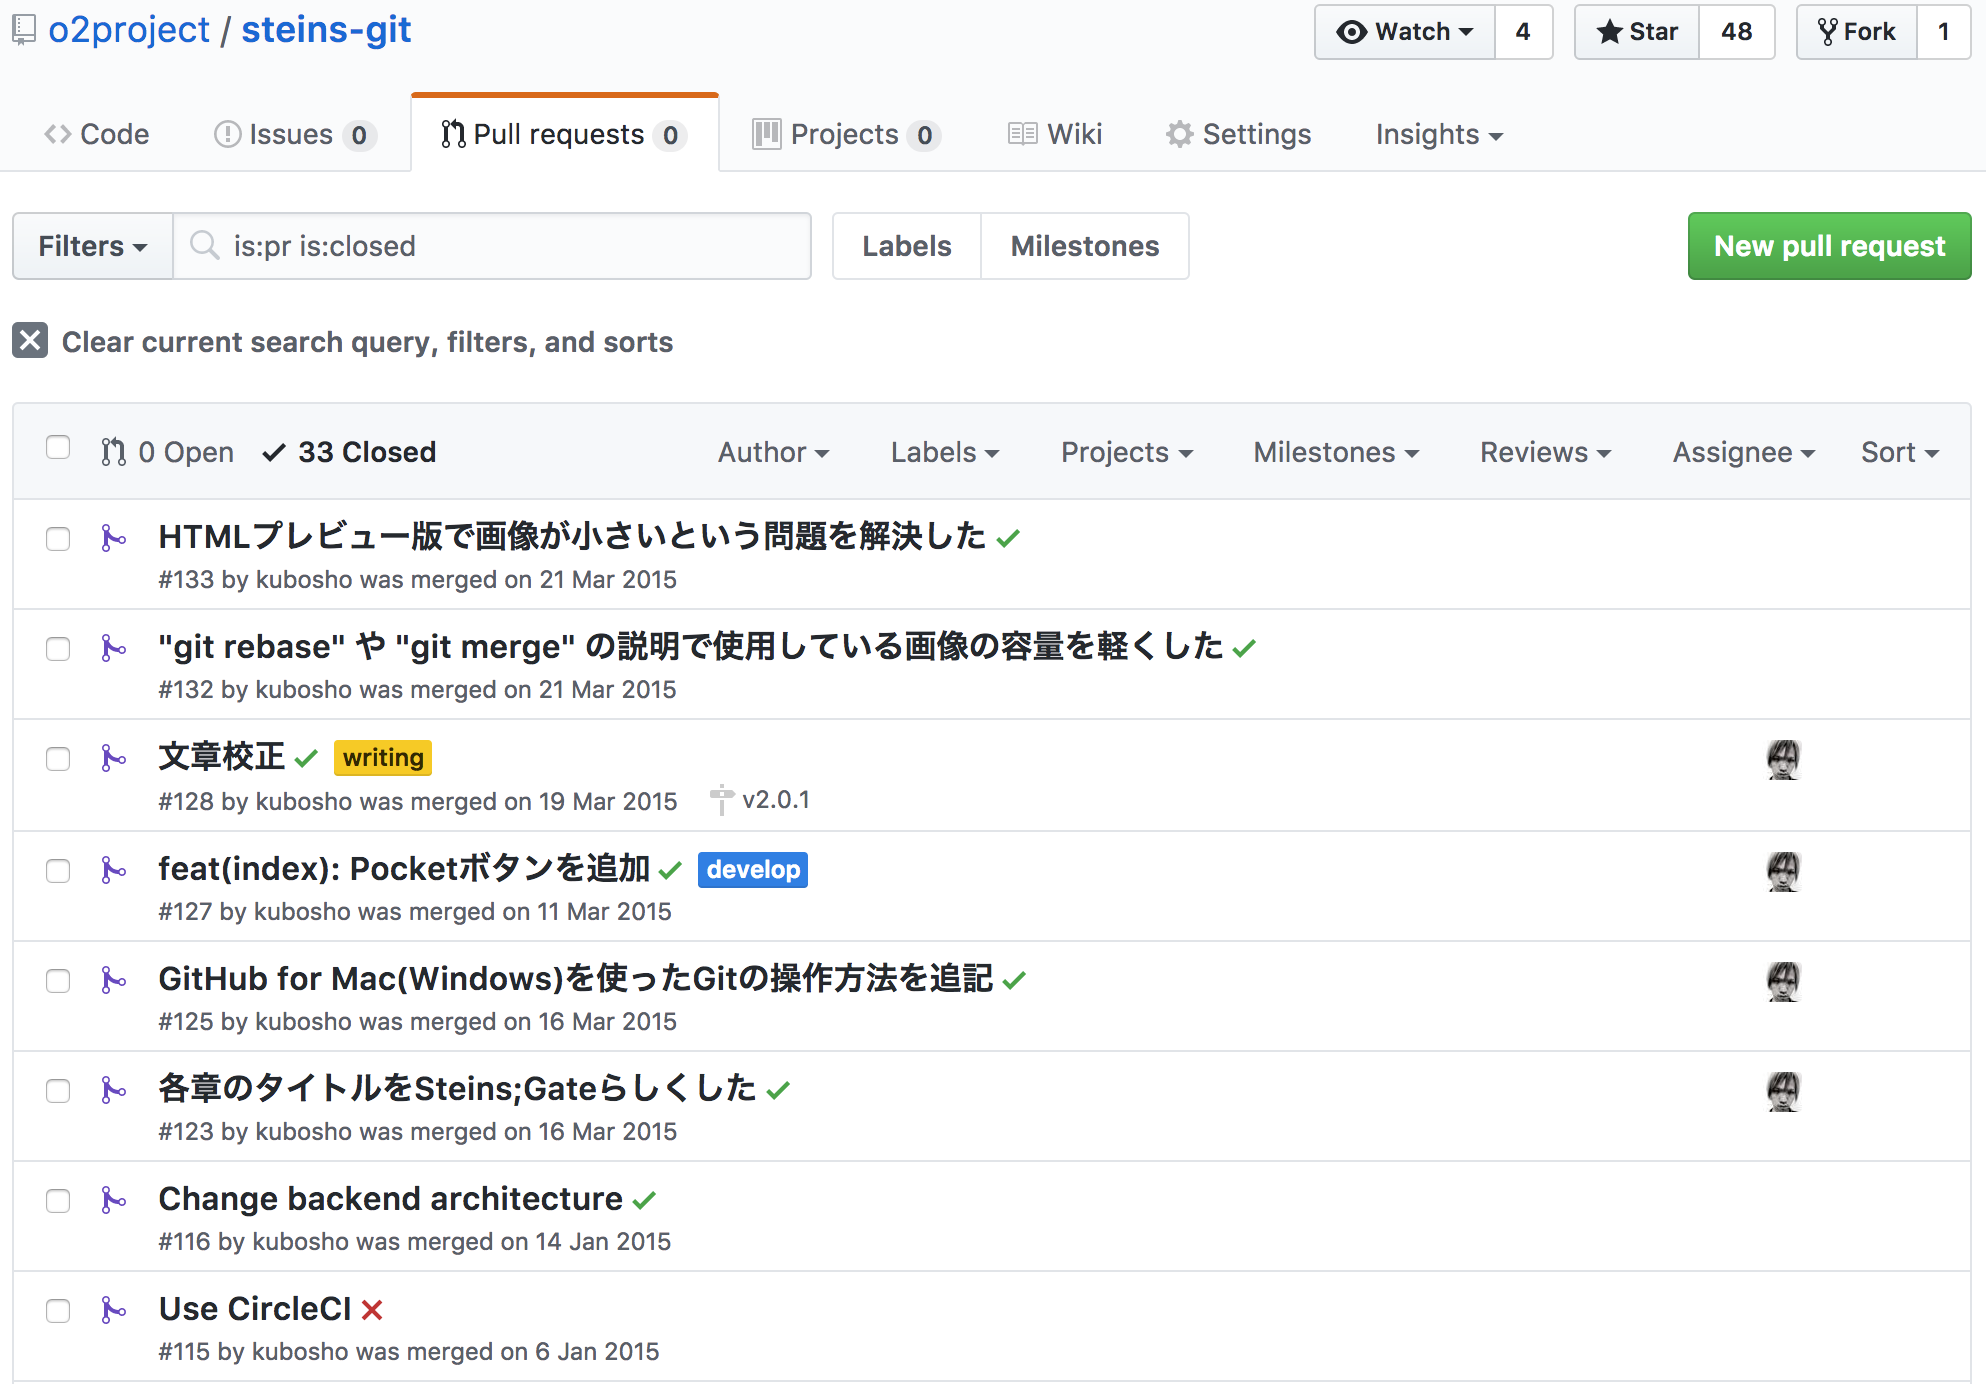 o2project / steins-git
Watch 4 Star 48 Fork 1
Code Issues 0 Pull requests 0 Projects 0 Wiki Settings Insights
Filters is:pr is:closed Labels Milestones New pull request
Clear current search query, filters, and sorts
0 Open 33 Closed Author Labels Projects Milestones Reviews Assignee Sort
HTMLプレビュー版で画像が小さいという問題を解決した
#133 by kubosho was merged on 21 Mar 2015
"git rebase" や "git merge" の説明で使用している画像の容量を軽くした
#132 by kubosho was merged on 21 Mar 2015
文章校正 writing
#128 by kubosho was merged on 19 Mar 2015 v2.0.1
feat(index): Pocketボタンを追加 develop
#127 by kubosho was merged on 11 Mar 2015
GitHub for Mac(Windows)を使ったGitの操作方法を追記
#125 by kubosho was merged on 16 Mar 2015
各章のタイトルをSteins;Gateらしくした
#123 by kubosho was merged on 16 Mar 2015
Change backend architecture
#116 by kubosho was merged on 14 Jan 2015
Use CircleCI
#115 by kubosho was merged on 6 Jan 2015